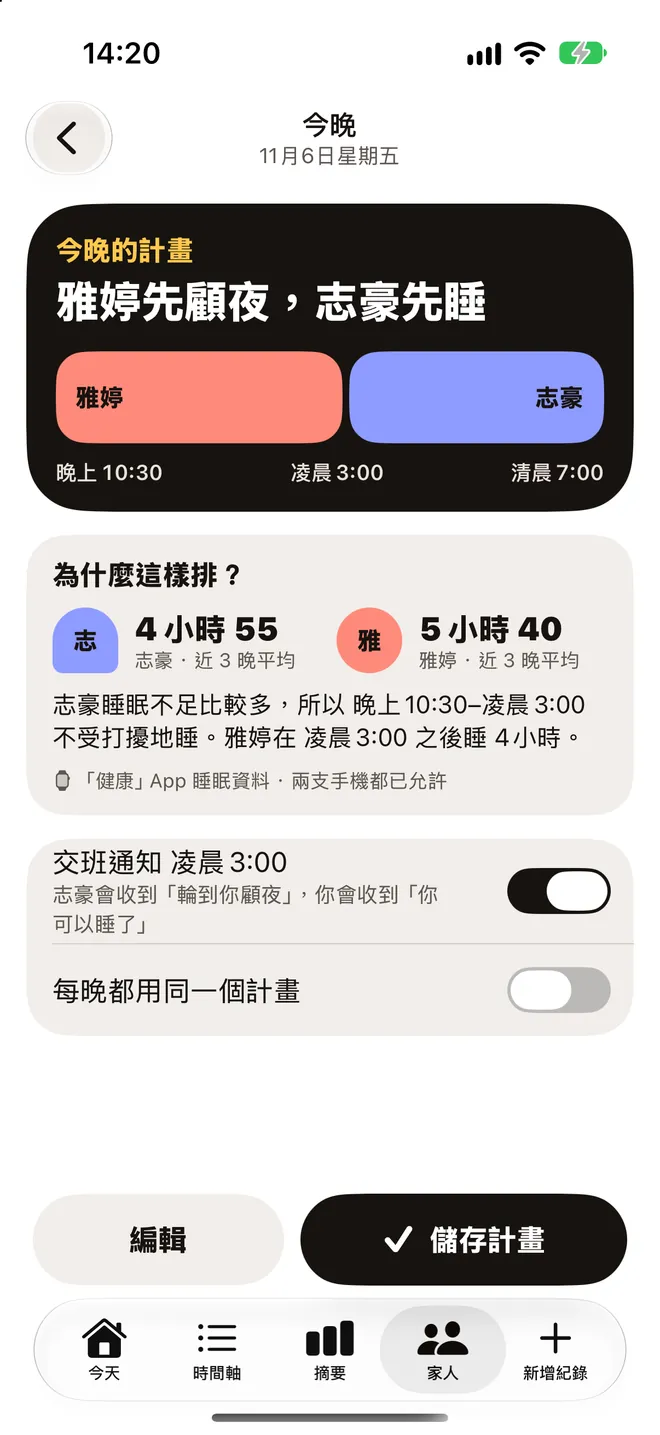 14:20
今晚
11月6日星期五
今晚的計畫
雅婷先顧夜，志豪先睡
雅婷
志豪
晚上 10:30
凌晨 3:00
清晨 7:00
為什麼這樣排？
志
4 小時 55
志豪 · 近 3 晚平均
雅
5 小時 40
雅婷 · 近 3 晚平均
志豪睡眠不足比較多，所以 晚上 10:30–凌晨 3:00
不受打擾地睡。雅婷在 凌晨 3:00 之後睡 4 小時。
「健康」App 睡眠資料 · 兩支手機都已允許
交班通知 凌晨 3:00
志豪會收到「輪到你顧夜」，你會收到「你
可以睡了」
每晚都用同一個計畫
編輯
儲存計畫
今天
時間軸
摘要
家人
新增紀錄